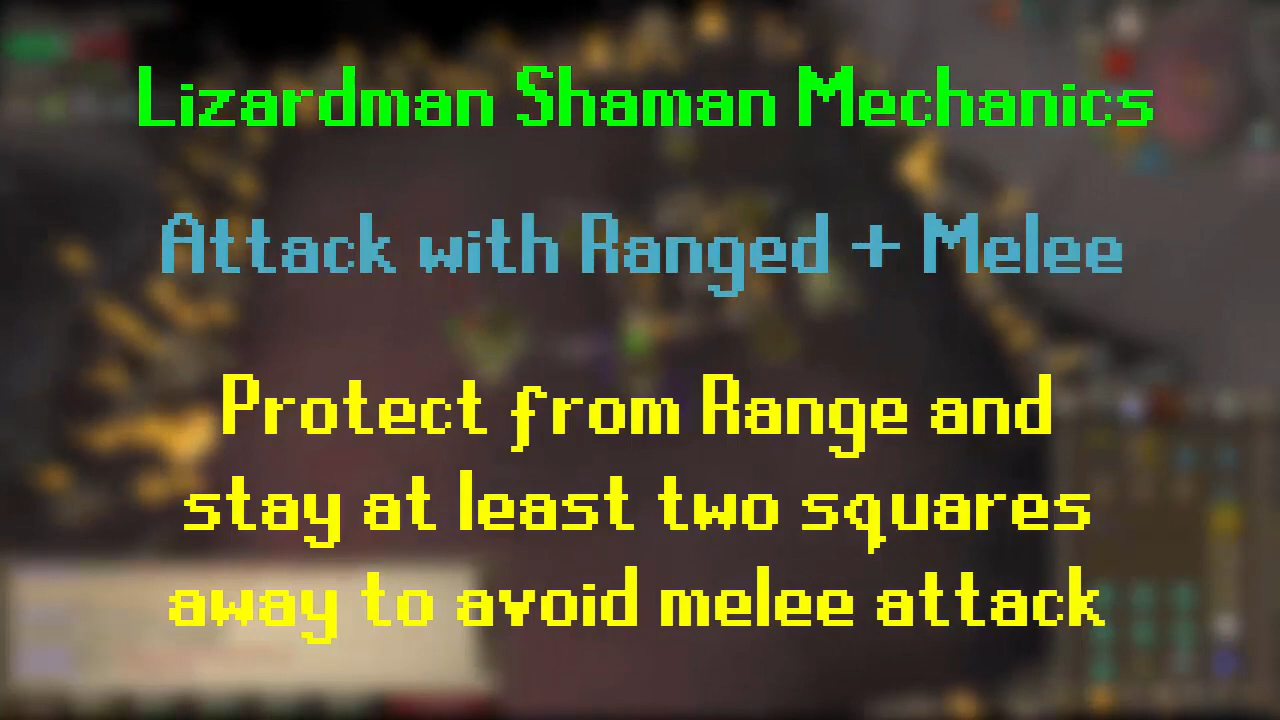 Lizardman Shaman Mechanics
Attack with Ranged + Melee
Protect from Range and
stay at least two squares
away to avoid melee attack